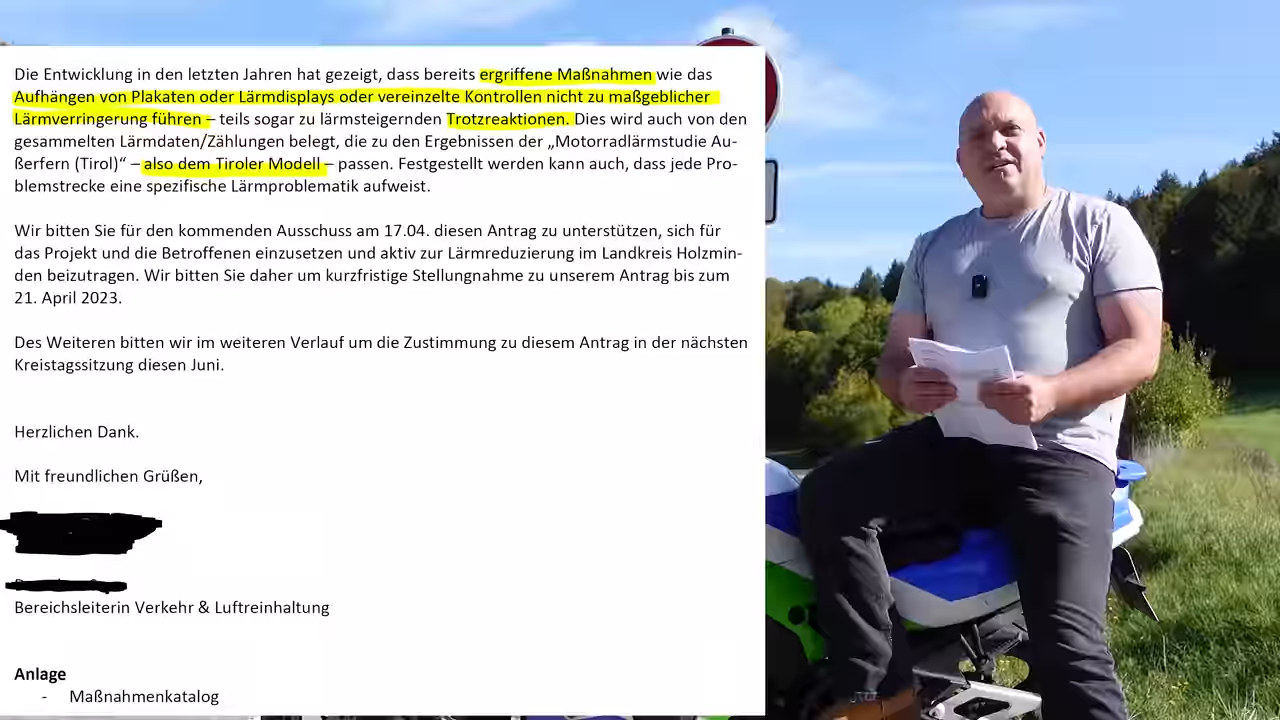 Die Entwicklung in den letzten Jahren hat gezeigt, dass bereits ergriffene Maßnahmen wie das
Aufhängen von Plakaten oder Lärmdisplays oder vereinzelte Kontrollen nicht zu maßgeblicher
Lärmverringerung führen – teils sogar zu lärmsteigernden Trotzreaktionen. Dies wird auch von den
gesammelten Lärmdaten/Zählungen belegt, die zu den Ergebnissen der „Motorradlärmstudie Au-
ßerfern (Tirol)“ – also dem Tiroler Modell – passen. Festgestellt werden kann auch, dass jede Pro-
blemstrecke eine spezifische Lärmproblematik aufweist.
Wir bitten Sie für den kommenden Ausschuss am 17.04. diesen Antrag zu unterstützen, sich für
das Projekt und die Betroffenen einzusetzen und aktiv zur Lärmreduzierung im Landkreis Holzmin-
den beizutragen. Wir bitten Sie daher um kurzfristige Stellungnahme zu unserem Antrag bis zum
21. April 2023.
Des Weiteren bitten wir im weiteren Verlauf um die Zustimmung zu diesem Antrag in der nächsten
Kreistagssitzung diesen Juni.
Herzlichen Dank.
Mit freundlichen Grüßen,
Bereichsleiterin Verkehr & Luftreinhaltung
Anlage
- Maßnahmenkatalog